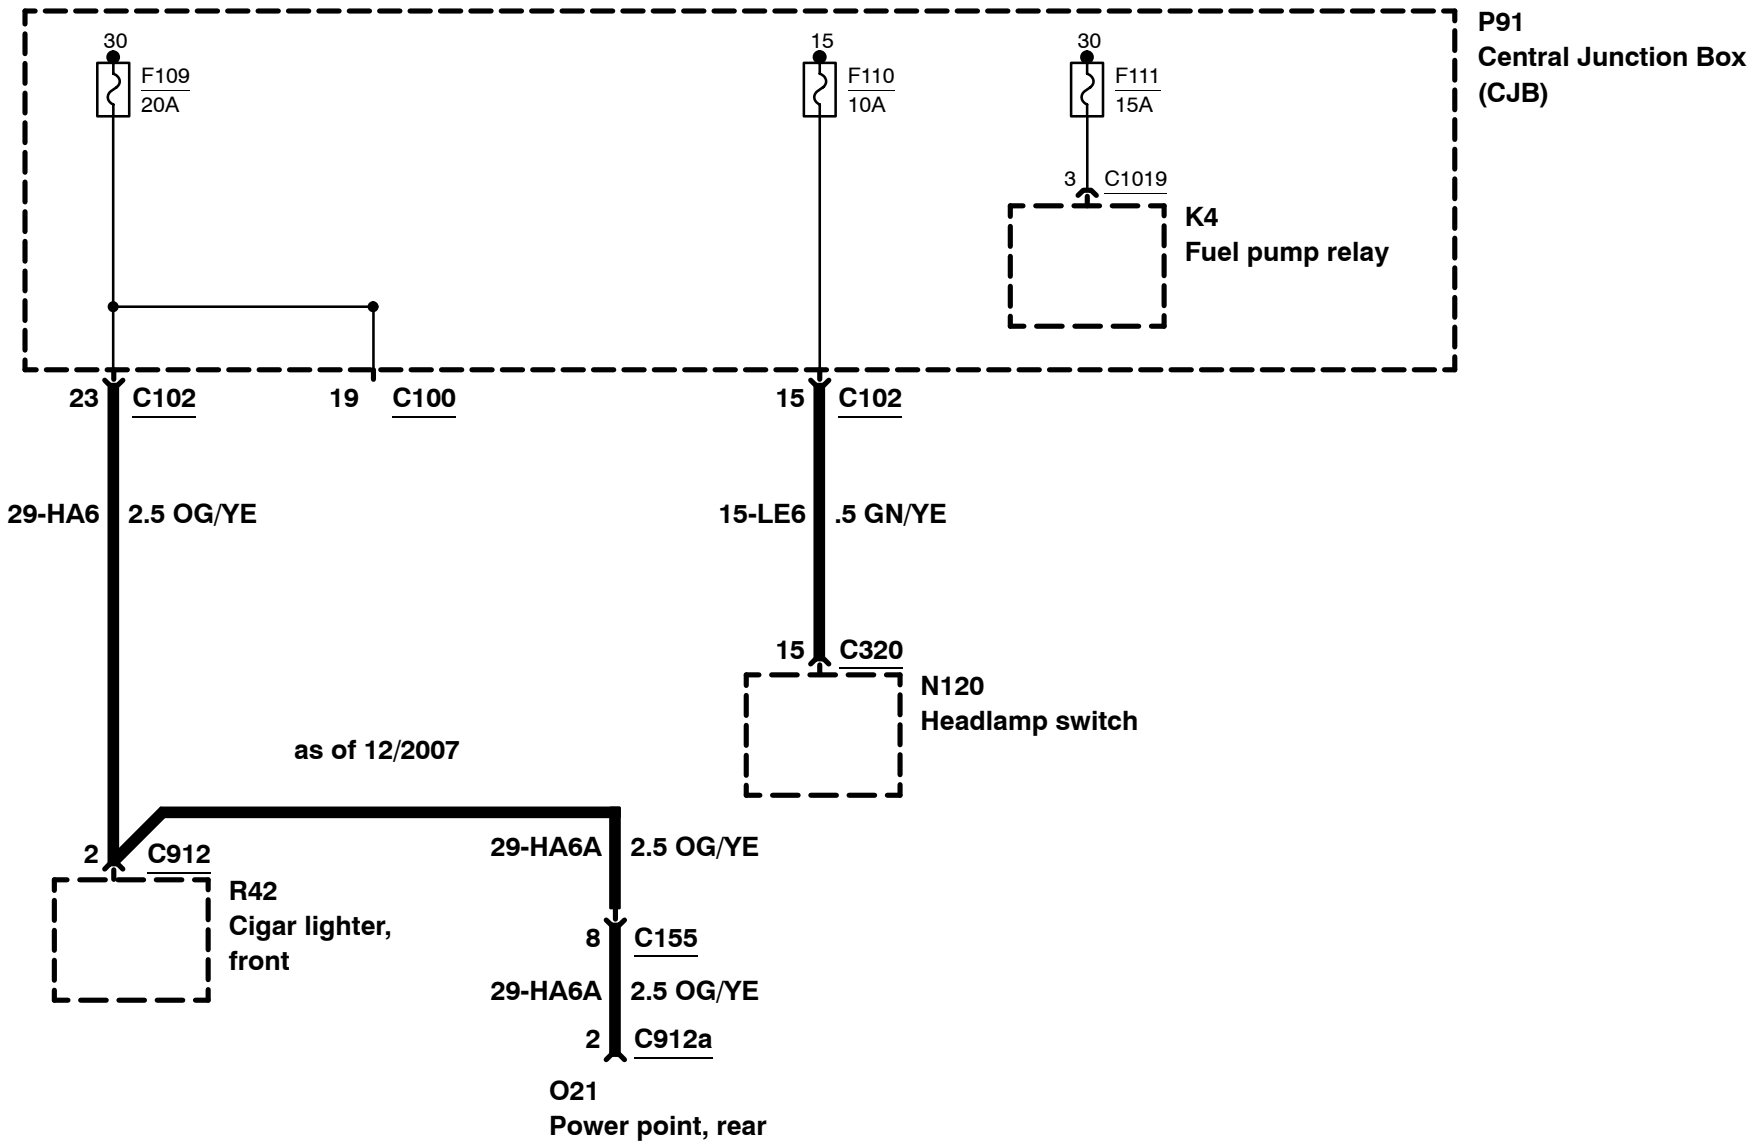 P91
Central Junction Box
(CJB)
30
F109
20A
15
F110
10A
30
F111
15A
3 C1019
K4
Fuel pump relay
23 C102
19 C100
15 C102
29-HA6 2.5 OG/YE
15-LE6 .5 GN/YE
15 C320
N120
Headlamp switch
as of 12/2007
2 C912
R42
Cigar lighter,
front
29-HA6A 2.5 OG/YE
8 C155
29-HA6A 2.5 OG/YE
2 C912a
O21
Power point, rear